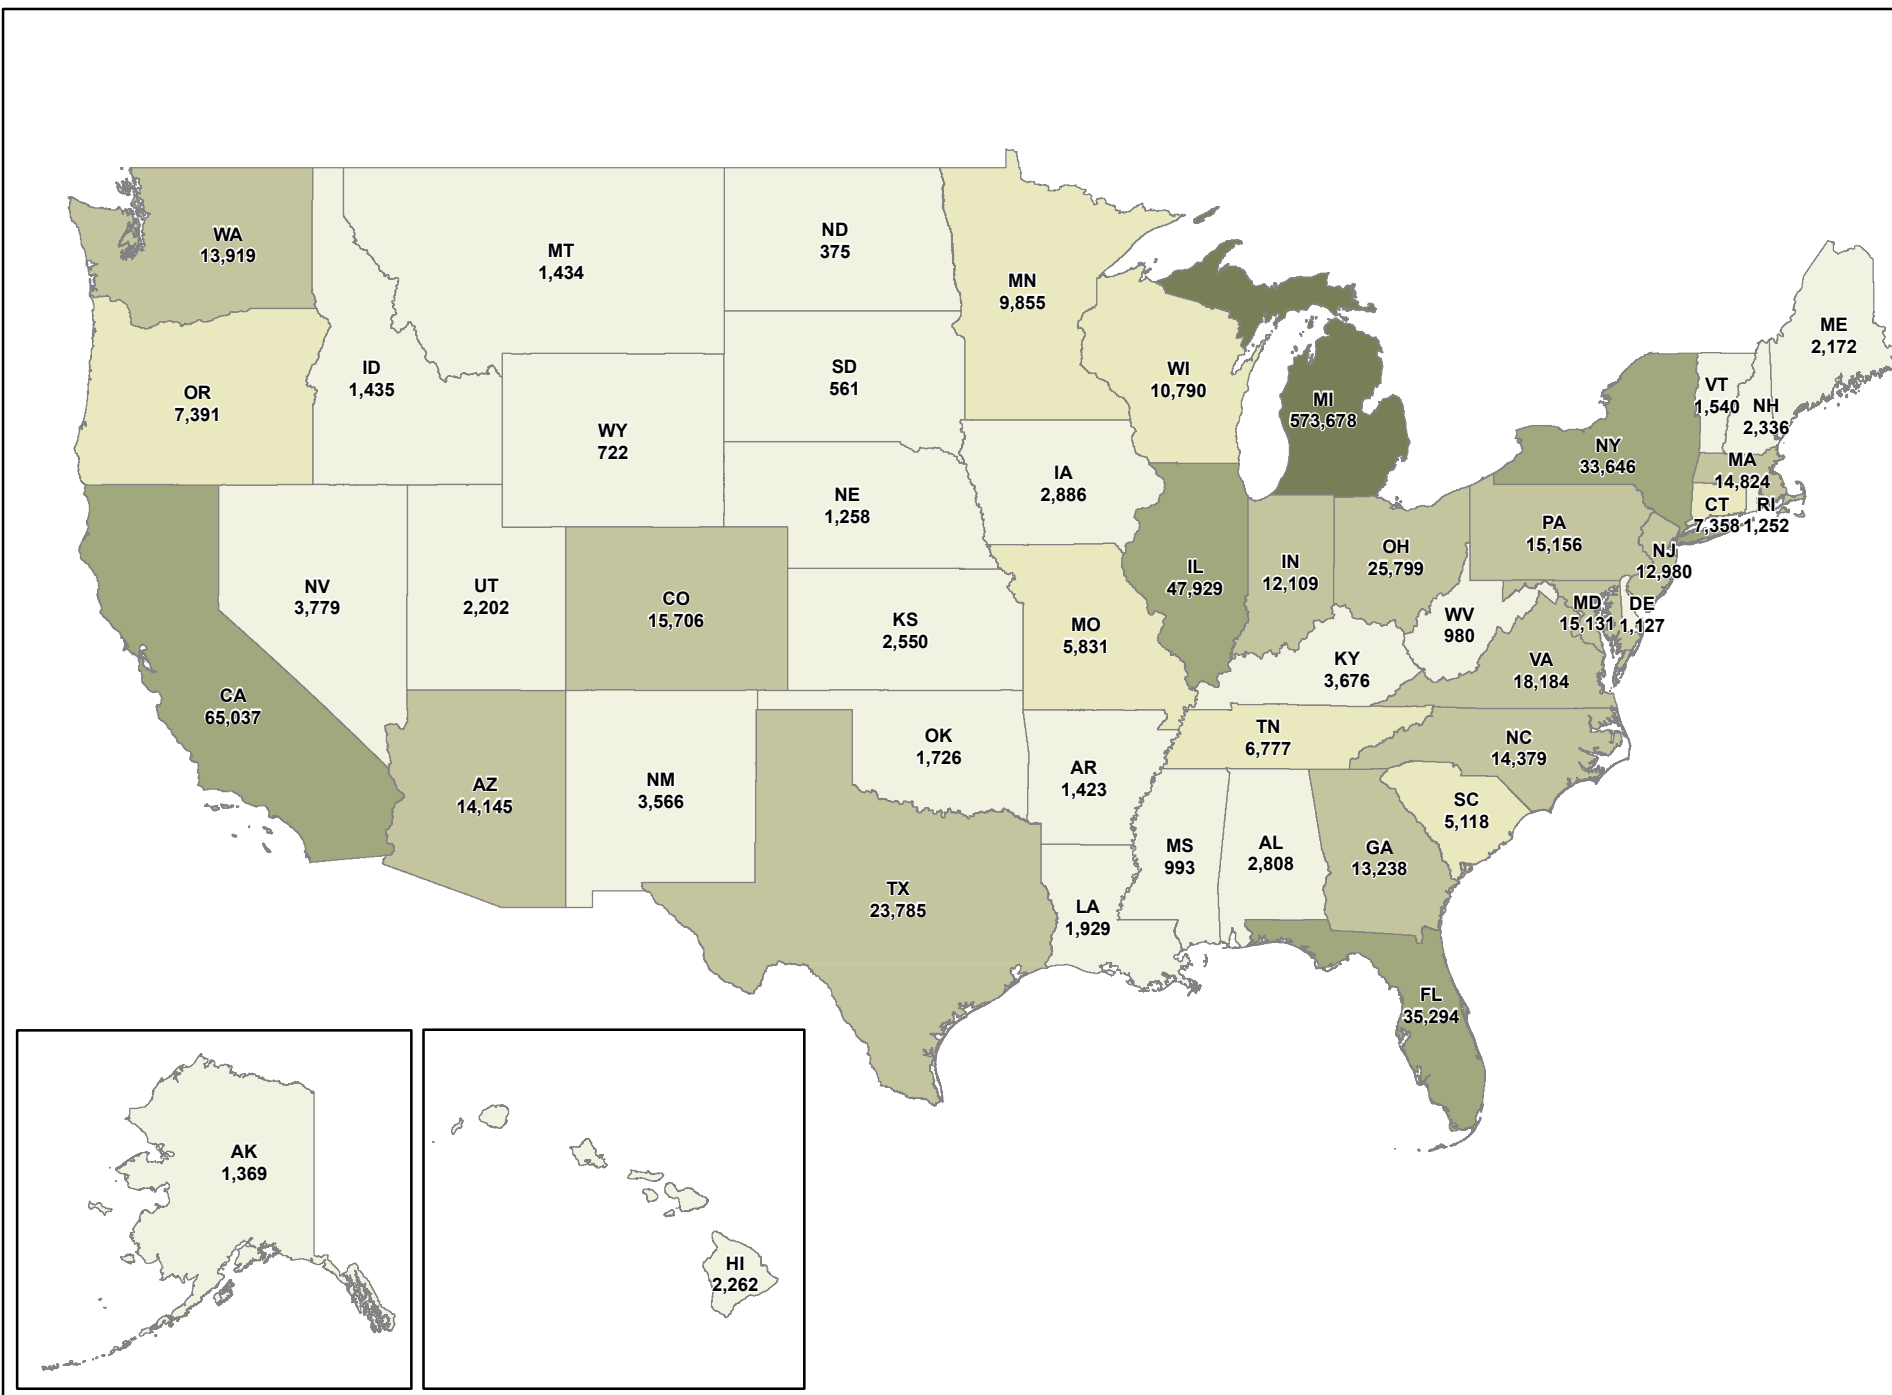 WA
13,919
MT
1,434
ND
375
MN
9,855
ME
2,172
OR
7,391
ID
1,435
SD
561
WI
10,790
MI
573,678
VT
1,540
NH
2,336
WY
722
NY
33,646
MA
14,824
CT
7,358
RI
1,252
IA
2,886
NE
1,258
PA
15,156
NJ
12,980
NV
3,779
UT
2,202
CO
15,706
KS
2,550
MO
5,831
IL
47,929
IN
12,109
OH
25,799
WV
980
MD
15,131
DE
1,127
VA
18,184
KY
3,676
CA
65,037
AZ
14,145
NM
3,566
OK
1,726
AR
1,423
TN
6,777
NC
14,379
SC
5,118
TX
23,785
LA
1,929
MS
993
AL
2,808
GA
13,238
FL
35,294
AK
1,369
HI
2,262